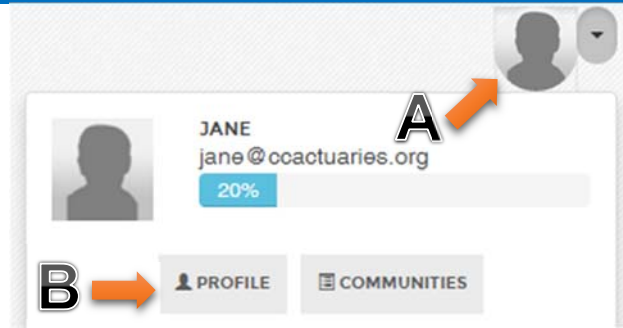 A
JANE
jane@ccactuaries.org
20%
B
PROFILE
COMMUNITIES